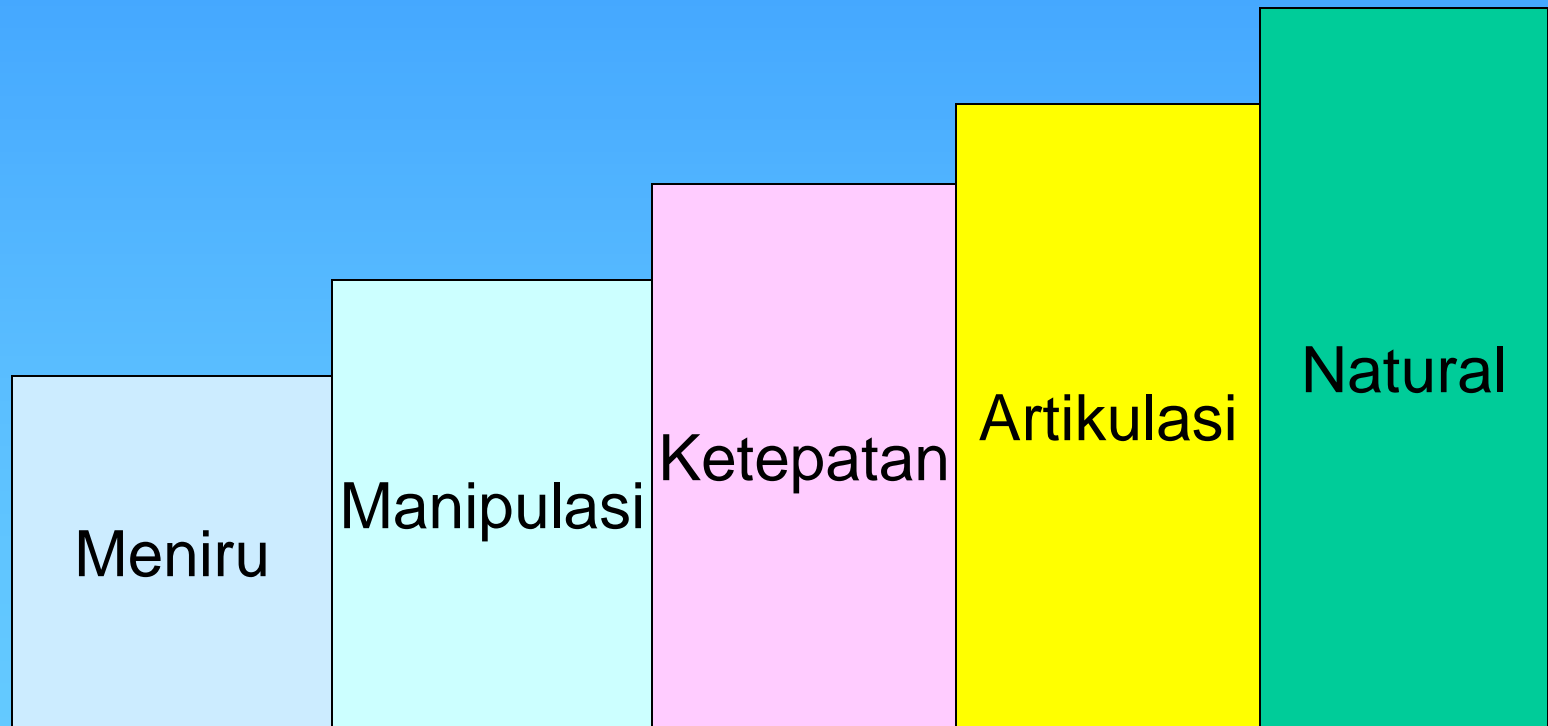 Meniru
Manipulasi
Ketepatan
Artikulasi
Natural